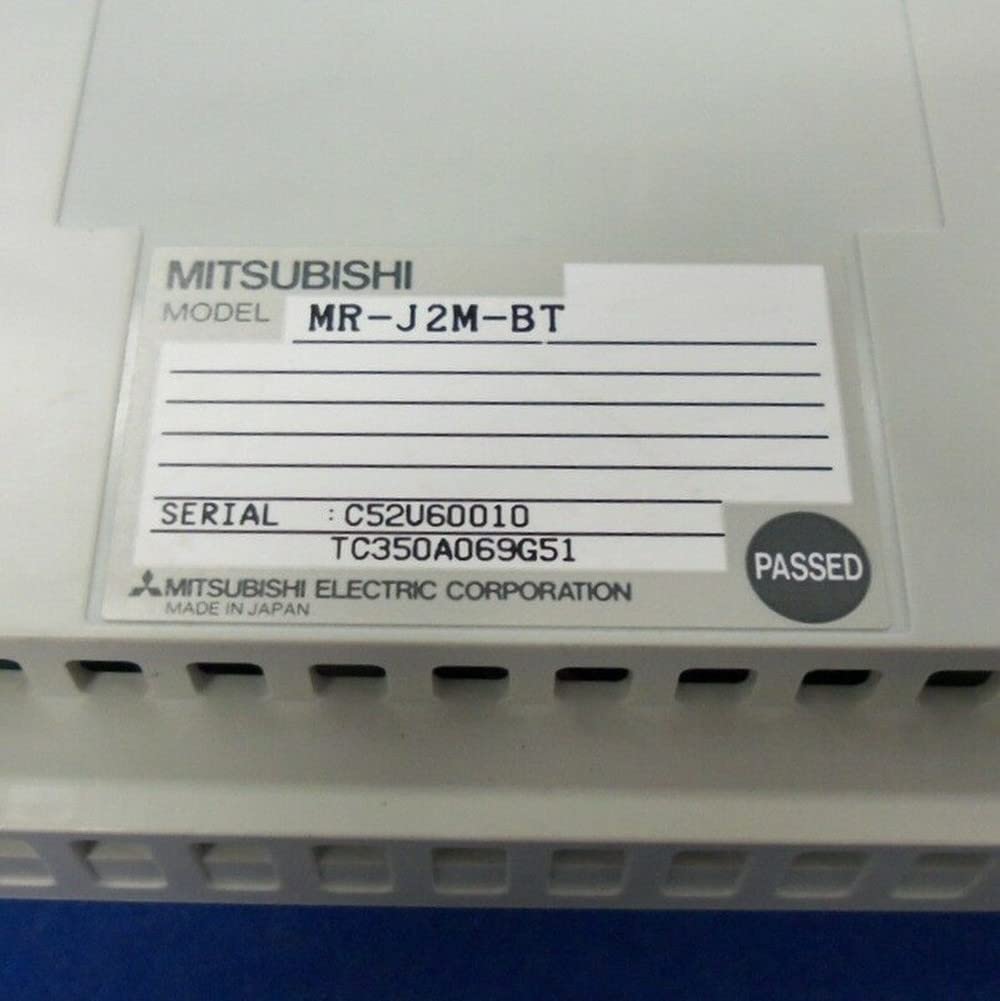 MITSUBISHI
MODEL MR-J2M-BT
SERIAL : C52U60010
TC350A069G51
PASSED
MITSUBISHI ELECTRIC CORPORATION
MADE IN JAPAN